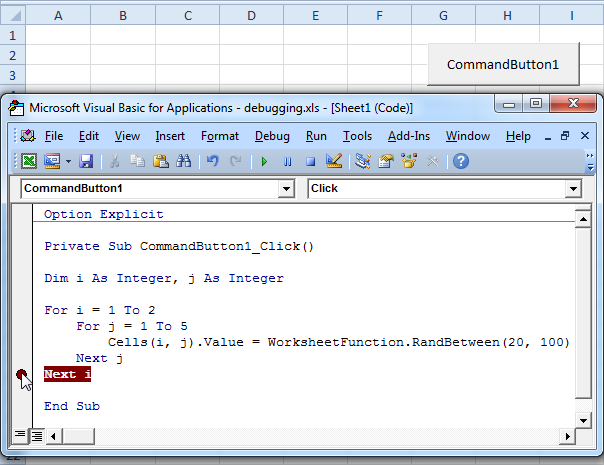 A B C D E F G H I
1
2
3
CommandButton1
Microsoft Visual Basic for Applications - debugging.xls - [Sheet1 (Code)]
File Edit View Insert Format Debug Run Tools Add-Ins Window Help
CommandButton1 Click
Option Explicit
Private Sub CommandButton1_Click()
Dim i As Integer, j As Integer
For i = 1 To 2
For j = 1 To 5
Cells(i, j).Value = WorksheetFunction.RandBetween(20, 100)
Next j
Next i
End Sub